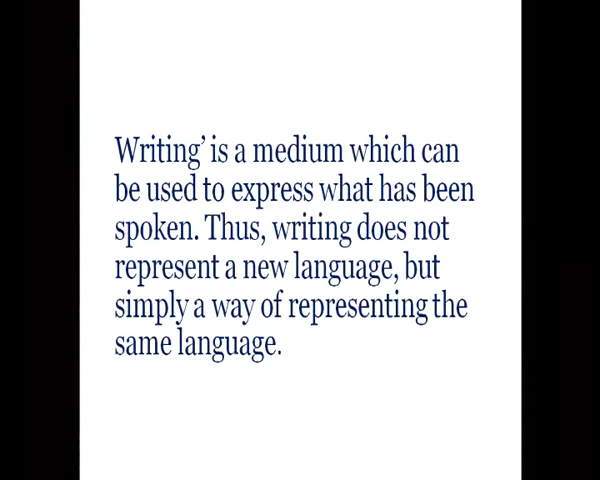 Writing’ is a medium which can
be used to express what has been
spoken. Thus, writing does not
represent a new language, but
simply a way of representing the
same language.